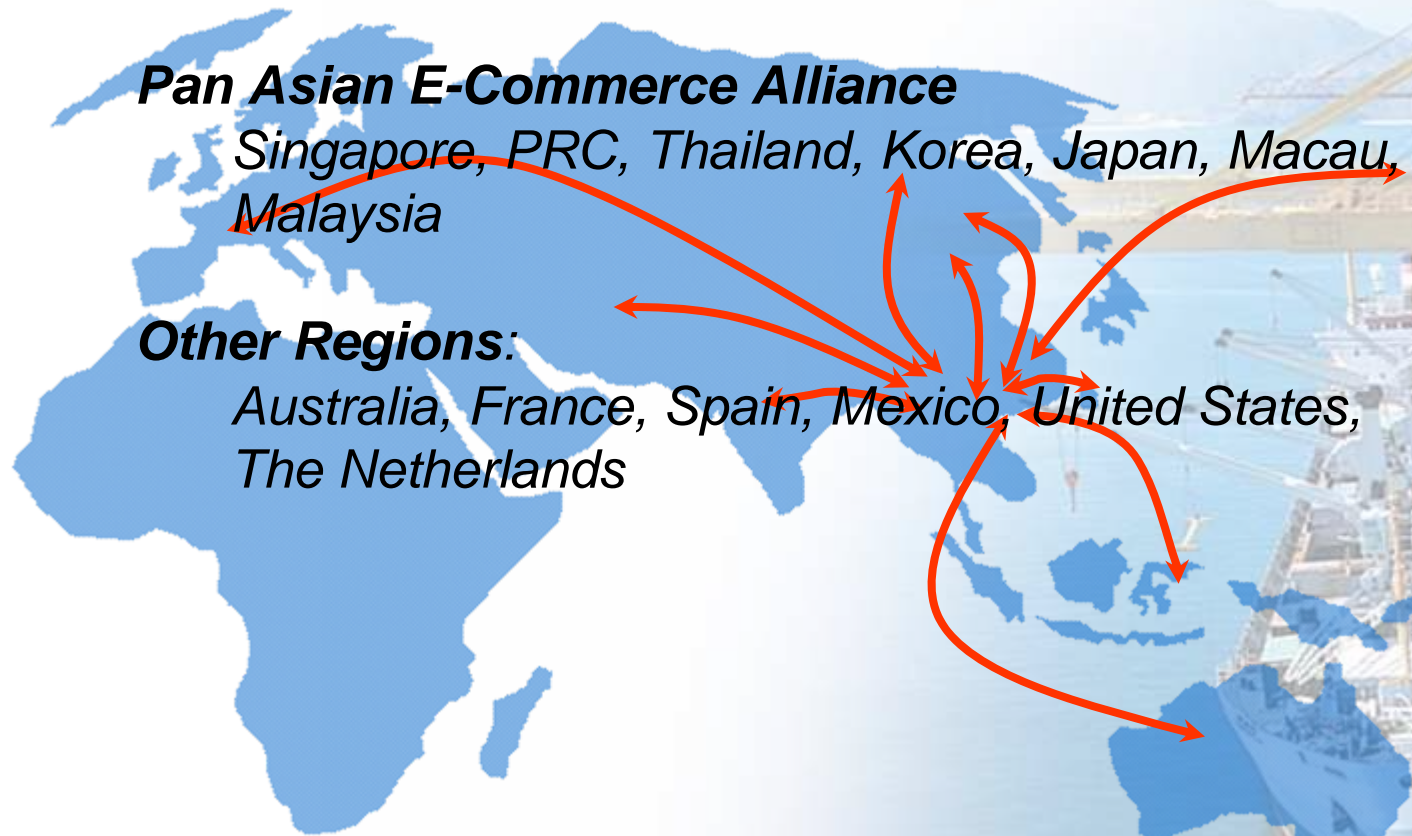 Pan Asian E-Commerce Alliance
Singapore, PRC, Thailand, Korea, Japan, Macau,
Malaysia
Other Regions:
Australia, France, Spain, Mexico, United States,
The Netherlands